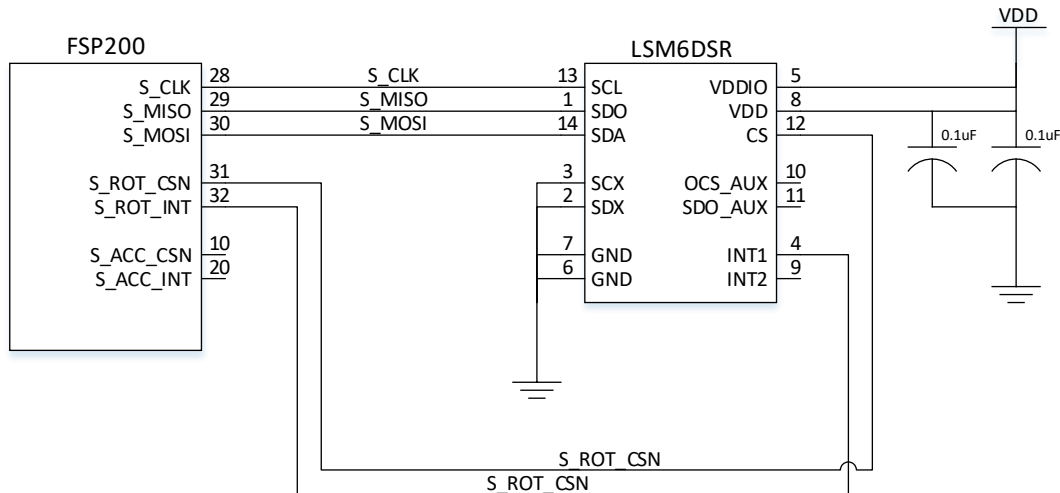 VDD
FSP200
LSM6DSR
S_CLK 28
S_CLK
13 SCL
VDDIO 5
S_MISO 29
S_MISO
1 SDO
VDD 8
S_MOSI 30
S_MOSI
14 SDA
CS 12
0.1uF
0.1uF
S_ROT_CSN 31
3 SCX
OCS_AUX 10
S_ROT_INT 32
2 SDX
SDO_AUX 11
S_ACC_CSN 10
7 GND
INT1 4
S_ACC_INT 20
6 GND
INT2 9
S_ROT_CSN
S_ROT_CSN